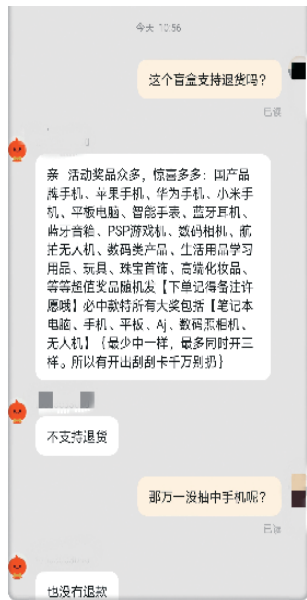 今天 10:56
这个盲盒支持退货吗?
已读
亲 活动奖品众多，惊喜多多：国产品
牌手机、苹果手机、华为手机、小米手
机、平板电脑、智能手表、蓝牙耳机、
蓝牙音箱、PSP游戏机、数码相机、航
拍无人机、数码类产品、生活用品学习
用品、玩具、珠宝首饰、高端化妆品、
等等超值奖品随机发【下单记得备注许
愿哦】必中款特所有大奖包括【笔记本
电脑、手机、平板、Aj、数码照相机、
无人机】{最少中一样，最多同时开三
样。所以有开出刮刮卡千万别扔}
不支持退货
那万一没抽中手机呢?
已读
也没有退款